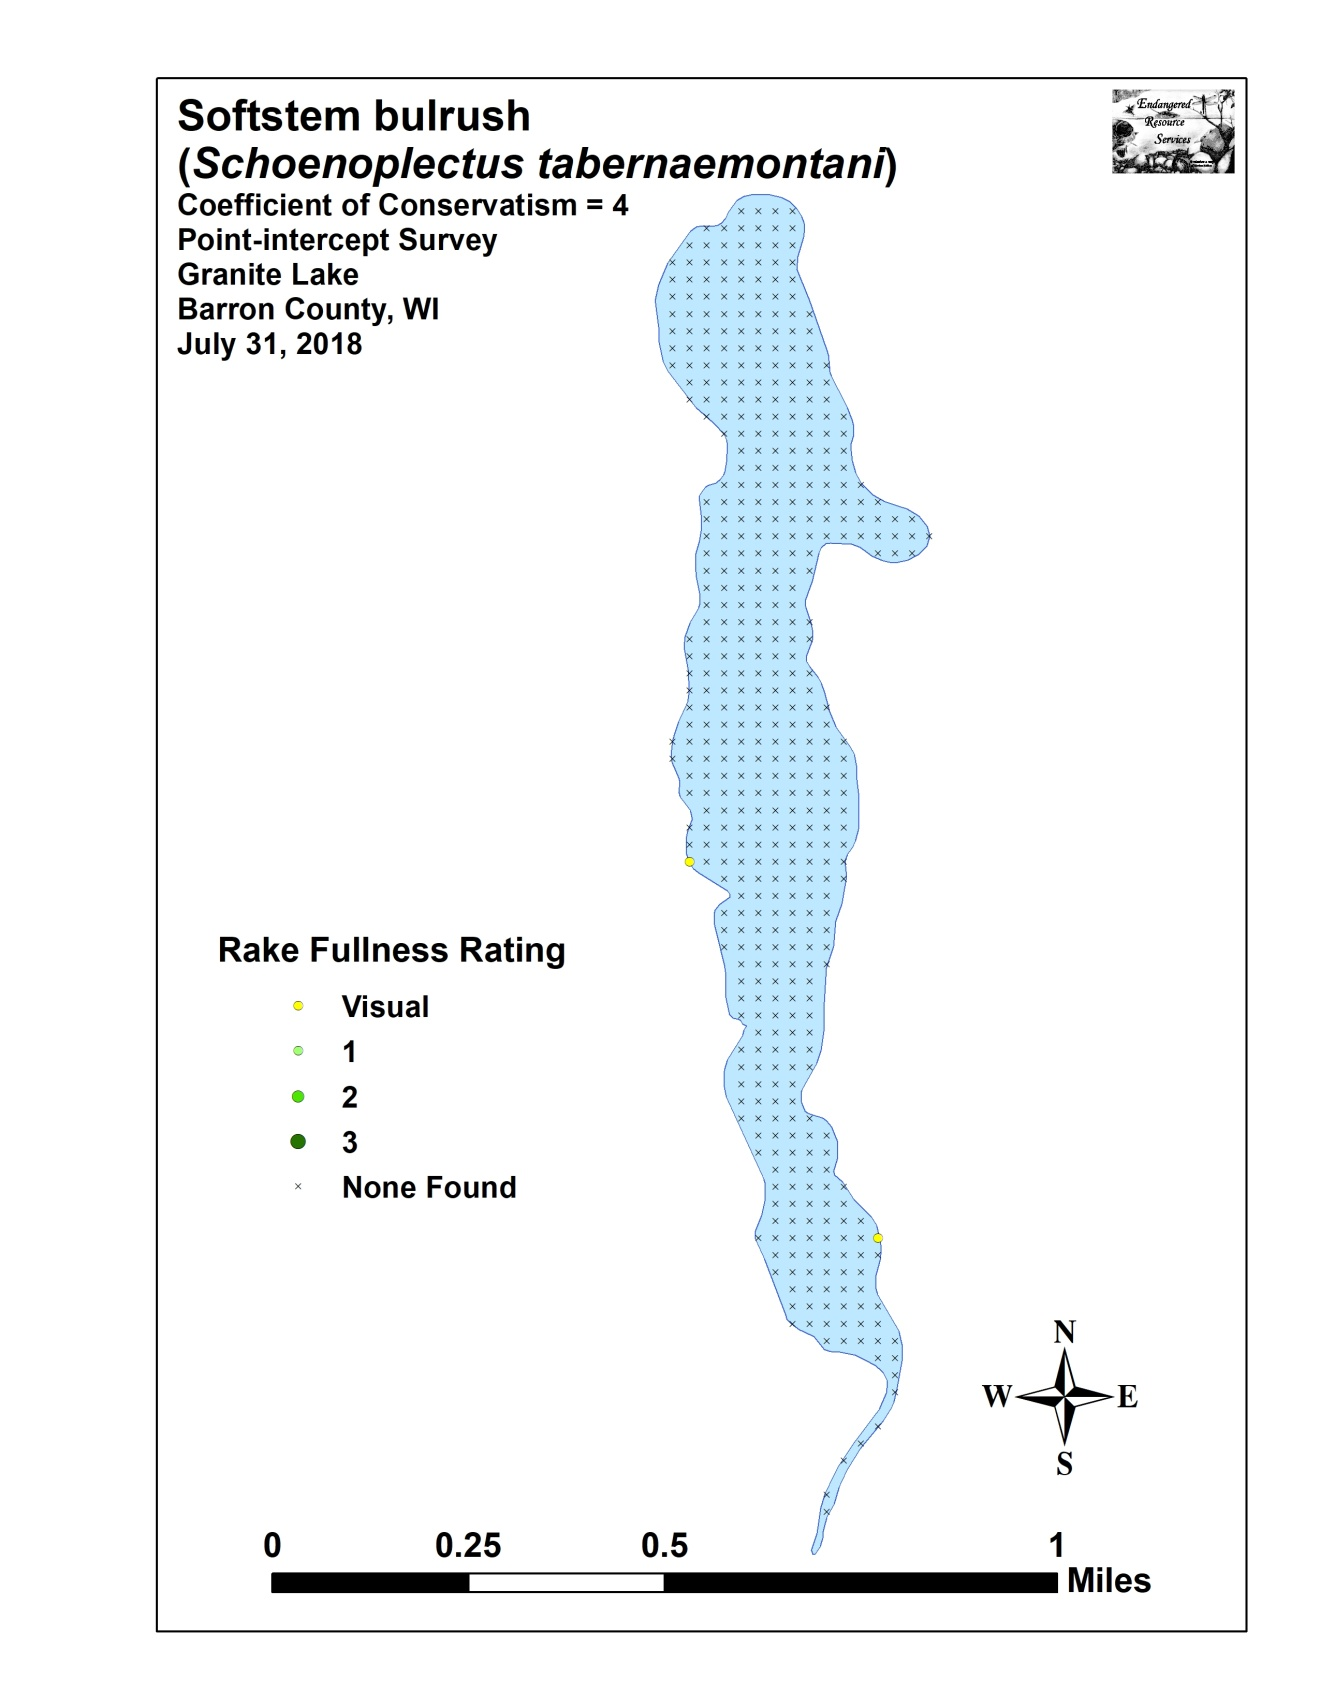 Softstem bulrush
(Schoenoplectus tabernaemontani)
Coefficient of Conservatism = 4
Point-intercept Survey
Granite Lake
Barron County, WI
July 31, 2018
Endangered
Resource
Services
Rake Fullness Rating
Visual
1
2
3
None Found
N
W E
S
0 0.25 0.5 1
Miles